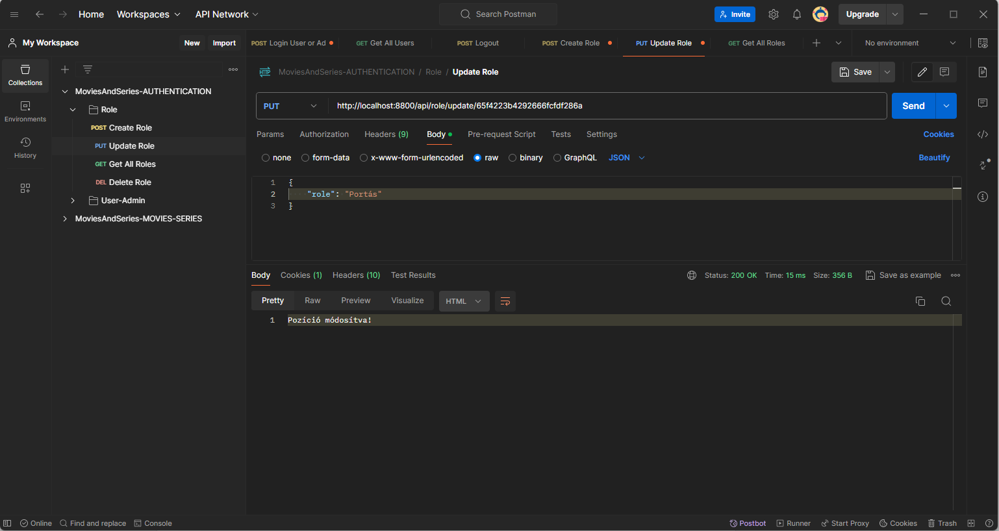 Home Workspaces API Network Search Postman Invite Upgrade
My Workspace New Import POST Login User or Ad GET Get All Users POST Logout POST Create Role PUT Update Role GET Get All Roles No environment
Collections
Environments
History
MoviesAndSeries-AUTHENTICATION
Role
POST Create Role
PUT Update Role
GET Get All Roles
DEL Delete Role
User-Admin
MoviesAndSeries-MOVIES-SERIES
HTTP MoviesAndSeries-AUTHENTICATION / Role / Update Role Save
PUT http://localhost:8800/api/role/update/65f4223b4292666fcfdf286a Send
Params Authorization Headers (9) Body Pre-request Script Tests Settings Cookies
none form-data x-www-form-urlencoded raw binary GraphQL JSON Beautify
1 {
2 "role": "Portás"
3 }
Body Cookies (1) Headers (10) Test Results Status: 200 OK Time: 15 ms Size: 356 B Save as example
Pretty Raw Preview Visualize HTML
1 Pozíció módosítva!
Online Find and replace Console Postbot Runner Start Proxy Cookies Trash